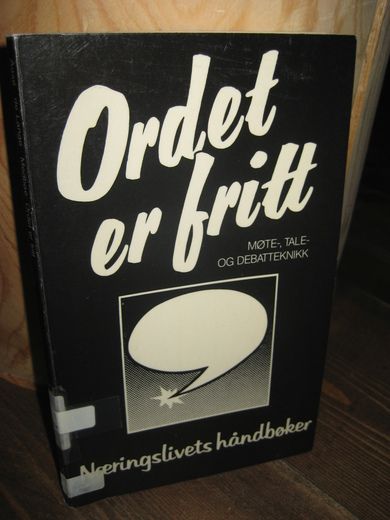 Ordet
er fritt
MØTE-, TALE-
OG DEBATTEKNIKK
Næringslivets håndbøker